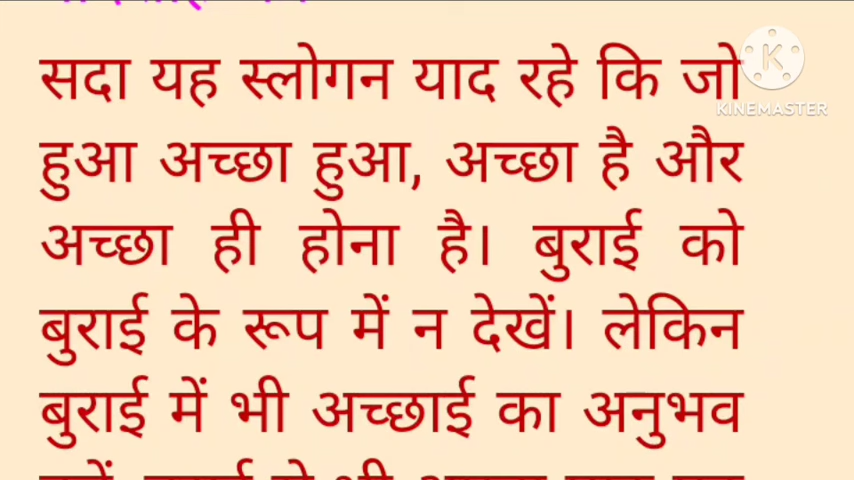 सदा यह स्लोगन याद रहे कि जो
हुआ अच्छा हुआ, अच्छा है और
अच्छा ही होना है। बुराई को
बुराई के रूप में न देखें। लेकिन
बुराई में भी अच्छाई का अनुभव
KINEMASTER